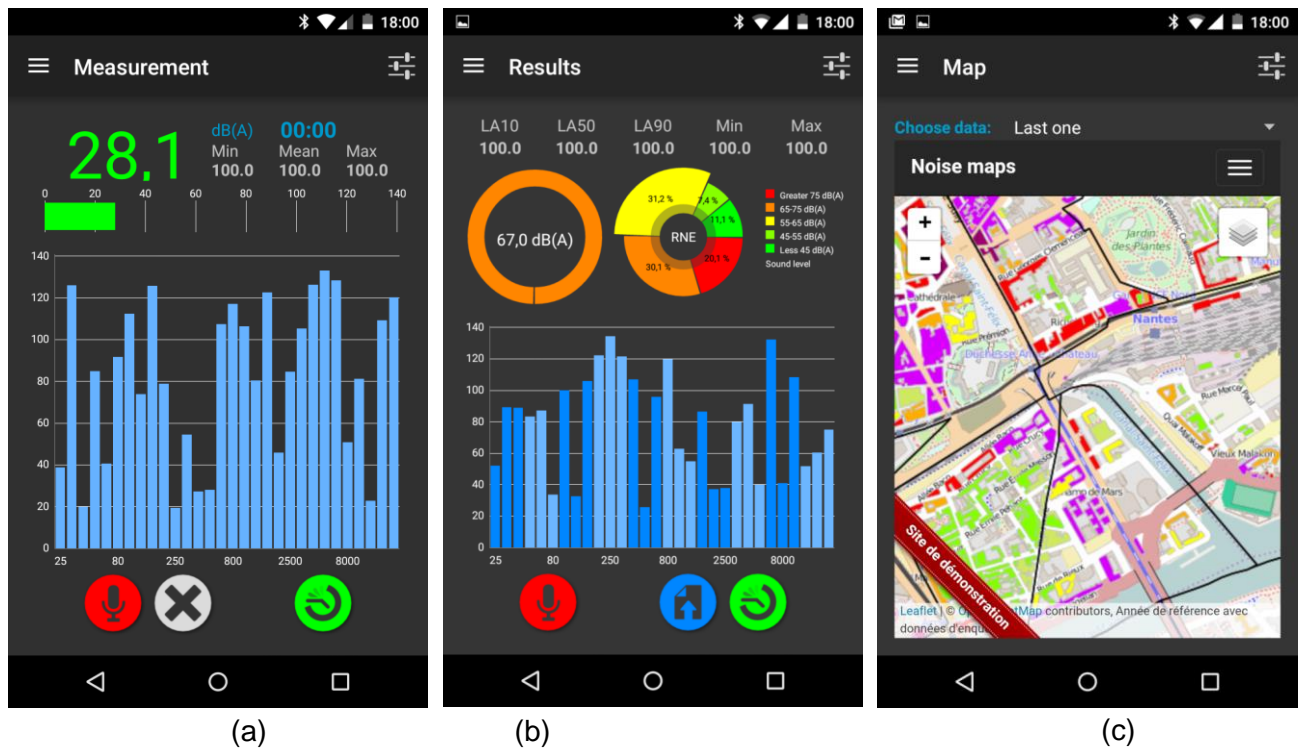 18:00
Measurement
28,1
dB(A) 00:00
Min Mean Max
100.0 100.0 100.0
0 20 40 60 80 100 120 140
140
120
100
80
60
40
20
0
25 80 250 800 2500 8000
(a)
18:00
Results
LA10 LA50 LA90 Min Max
100.0 100.0 100.0 100.0 100.0
67,0 dB(A)
RNE
31,2 %
7,4 %
11,1 %
30,1 %
20,1 %
Greater 75 dB(A)
65-75 dB(A)
55-65 dB(A)
45-55 dB(A)
Less 45 dB(A)
Sound level
140
120
100
80
60
40
20
0
25 80 250 800 2500 8000
(b)
18:00
Map
Choose data: Last one
Noise maps
+
-
Jardin
des Plantes
Nantes
Rue Marcel Paul
Quai Malakoff
Vieux Malakoff
Site de démonstration
Leaflet | © contributors, Année de référence avec
données
(c)